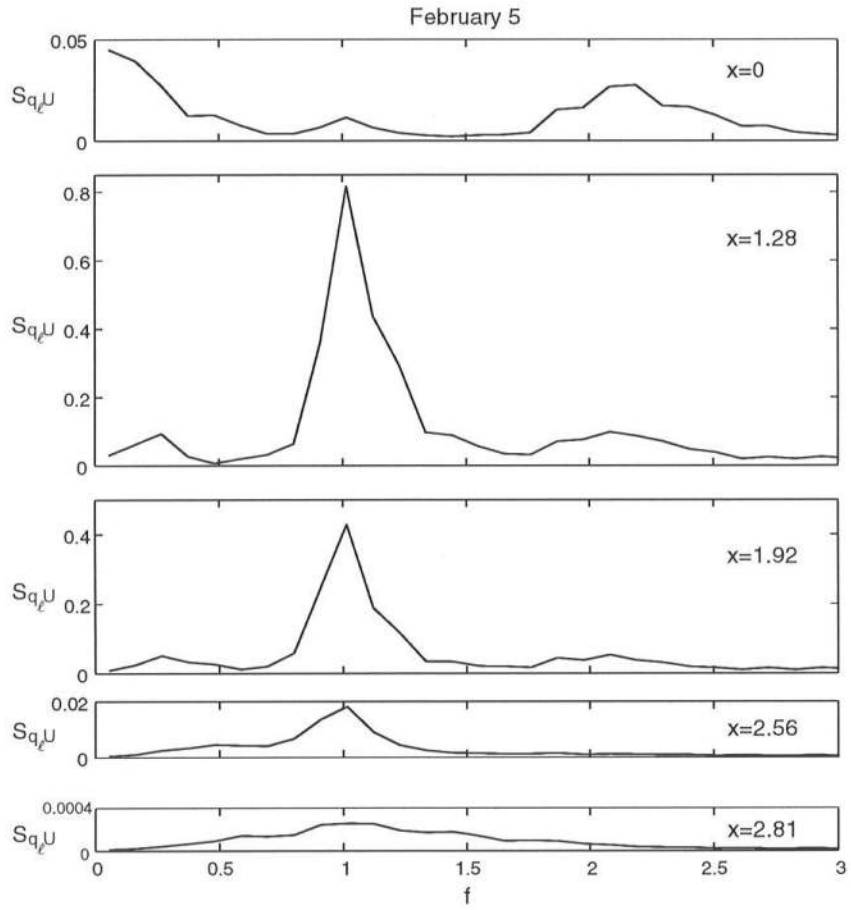 February 5
0.05
x=0
S_{q_ℓ U}
0
0.8
x=1.28
0.6
S_{q_ℓ U}
0.4
0.2
0
0.4
x=1.92
S_{q_ℓ U}
0.2
0
0.02
S_{q_ℓ U}
x=2.56
0
0.0004
S_{q_ℓ U}
x=2.81
0
0 0.5 1 1.5 2 2.5 3
f